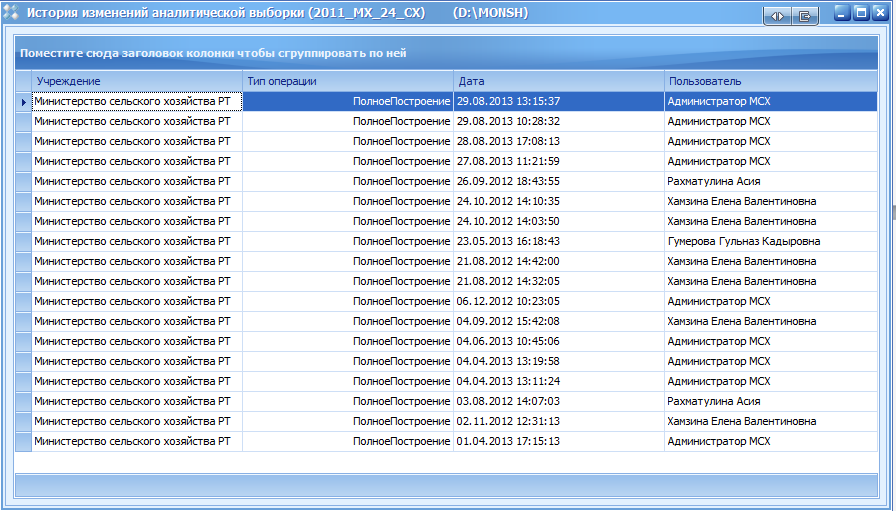 История изменений аналитической выборки (2011_MX_24_CX) (D:\MONSH)
Поместите сюда заголовок колонки чтобы сгруппировать по ней
Учреждение Тип операции Дата Пользователь
Министерство сельского хозяйства РТ ПолноеПостроение 29.08.2013 13:15:37 Администратор МСХ
Министерство сельского хозяйства РТ ПолноеПостроение 29.08.2013 10:28:32 Администратор МСХ
Министерство сельского хозяйства РТ ПолноеПостроение 28.08.2013 17:08:13 Администратор МСХ
Министерство сельского хозяйства РТ ПолноеПостроение 27.08.2013 11:21:59 Администратор МСХ
Министерство сельского хозяйства РТ ПолноеПостроение 26.09.2012 18:43:55 Рахматулина Асия
Министерство сельского хозяйства РТ ПолноеПостроение 24.10.2012 14:10:35 Хамзина Елена Валентиновна
Министерство сельского хозяйства РТ ПолноеПостроение 24.10.2012 14:03:50 Хамзина Елена Валентиновна
Министерство сельского хозяйства РТ ПолноеПостроение 23.05.2013 16:18:43 Гумерова Гульназ Кадыровна
Министерство сельского хозяйства РТ ПолноеПостроение 21.08.2012 14:42:00 Хамзина Елена Валентиновна
Министерство сельского хозяйства РТ ПолноеПостроение 21.08.2012 14:32:05 Хамзина Елена Валентиновна
Министерство сельского хозяйства РТ ПолноеПостроение 06.12.2012 10:23:05 Администратор МСХ
Министерство сельского хозяйства РТ ПолноеПостроение 04.09.2012 15:42:08 Хамзина Елена Валентиновна
Министерство сельского хозяйства РТ ПолноеПостроение 04.06.2013 10:45:06 Администратор МСХ
Министерство сельского хозяйства РТ ПолноеПостроение 04.04.2013 13:19:58 Администратор МСХ
Министерство сельского хозяйства РТ ПолноеПостроение 04.04.2013 13:11:24 Администратор МСХ
Министерство сельского хозяйства РТ ПолноеПостроение 03.08.2012 14:07:03 Рахматулина Асия
Министерство сельского хозяйства РТ ПолноеПостроение 02.11.2012 12:31:13 Хамзина Елена Валентиновна
Министерство сельского хозяйства РТ ПолноеПостроение 01.04.2013 17:15:13 Администратор МСХ